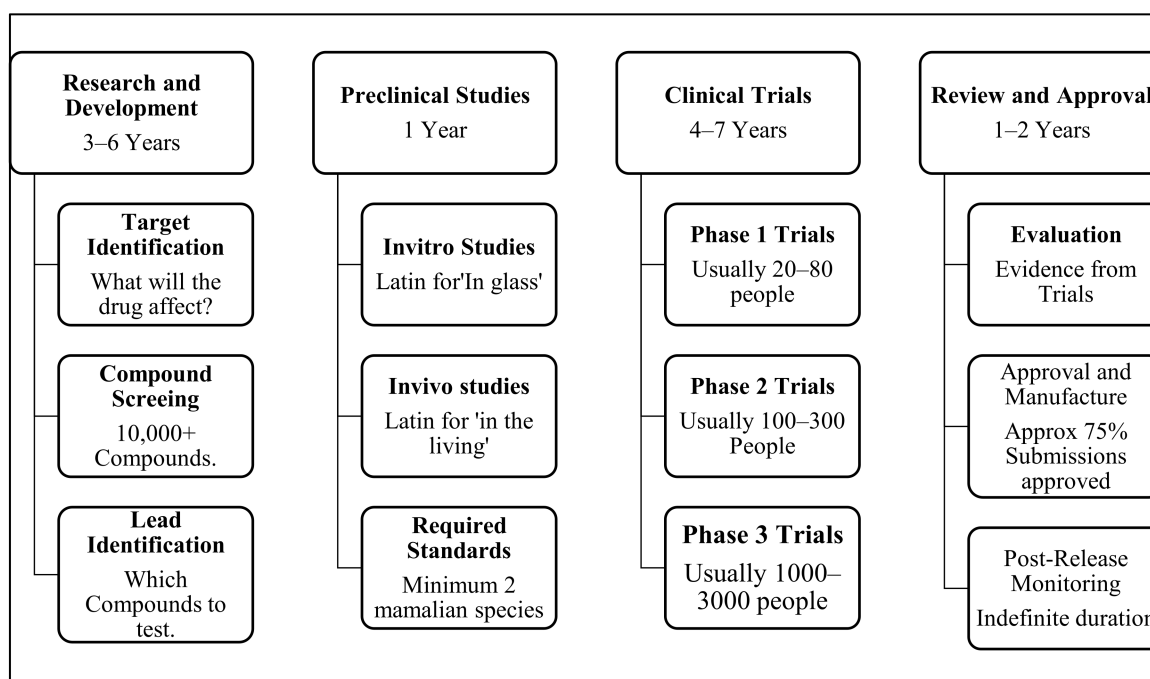 Research and
Development
3–6 Years
Target
Identification
What will the
drug affect?
Compound
Screeing
10,000+
Compounds.
Lead
Identification
Which
Compounds to
test.
Preclinical Studies
1 Year
Invitro Studies
Latin for'In glass'
Invivo studies
Latin for 'in the
living'
Required
Standards
Minimum 2
mamalian species
Clinical Trials
4–7 Years
Phase 1 Trials
Usually 20–80
people
Phase 2 Trials
Usually 100–300
People
Phase 3 Trials
Usually 1000–
3000 people
Review and Approval
1–2 Years
Evaluation
Evidence from
Trials
Approval and
Manufacture
Approx 75%
Submissions
approved
Post-Release
Monitoring
Indefinite duration